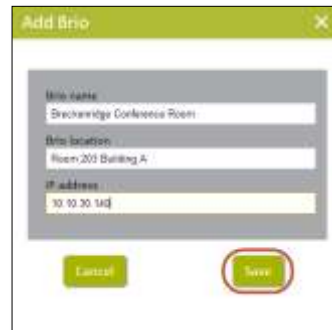 Add Brio
Brio name
Breckenridge Conference Room
Brio location
Room 203 Building A
IP address
10.10.30.140
Cancel
Save